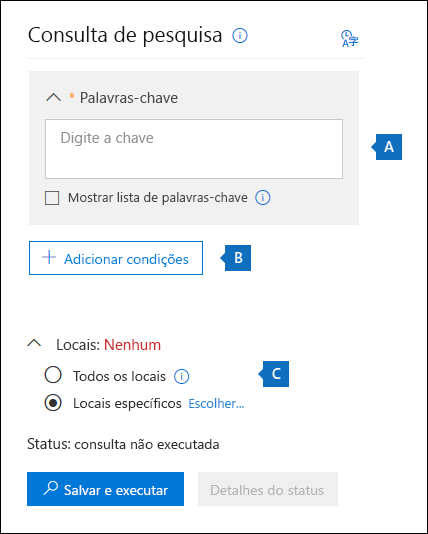 Consulta de pesquisa
* Palavras-chave
Digite a chave
A
Mostrar lista de palavras-chave
Adicionar condições
B
Locais: Nenhum
Todos os locais
C
Locais específicos Escolher...
Status: consulta não executada
Salvar e executar
Detalhes do status